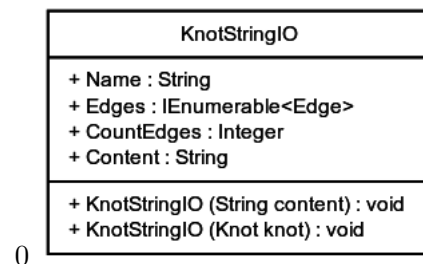 KnotStringIO
+ Name : String
+ Edges : IEnumerable<Edge>
+ CountEdges : Integer
+ Content : String
+ KnotStringIO (String content) : void
+ KnotStringIO (Knot knot) : void
0